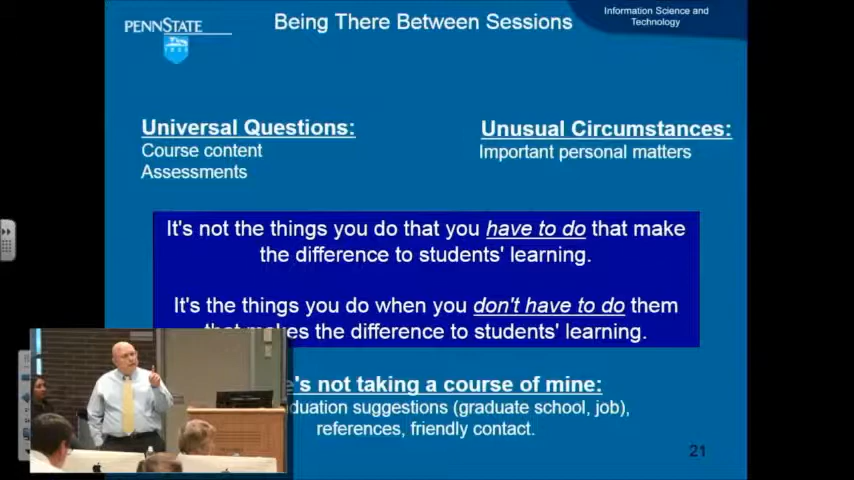 PENNSTATE
1855
Being There Between Sessions
Information Science and
Technology
Universal Questions:
Course content
Assessments
Unusual Circumstances:
Important personal matters
It's not the things you do that you have to do that make
the difference to students' learning.
It's the things you do when you don't have to do them
that makes the difference to students' learning.
's not taking a course of mine:
duation suggestions (graduate school, job),
references, friendly contact.
21